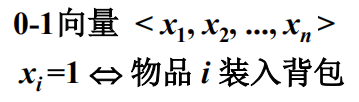 0-1向量 <x₁, x₂, ..., xₙ>
xᵢ=1 ⇔ 物品 i 装入背包